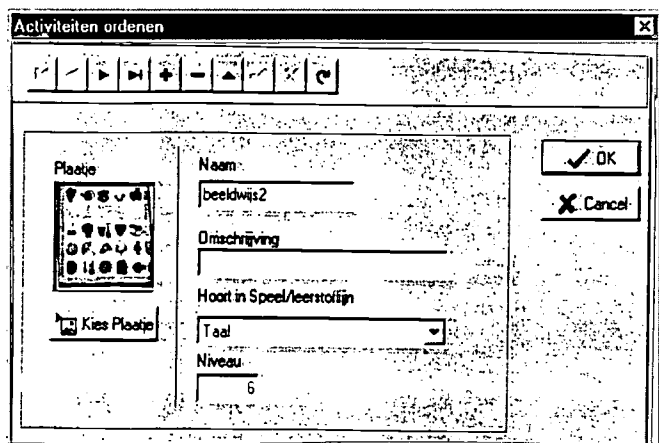 Activiteiten ordenen
Plaatje
Kies Plaatje
Naam
beeldwijs2
Omschrijving
Hoort in Speel/leerstoflijn
Taal
Niveau
6
OK
Cancel